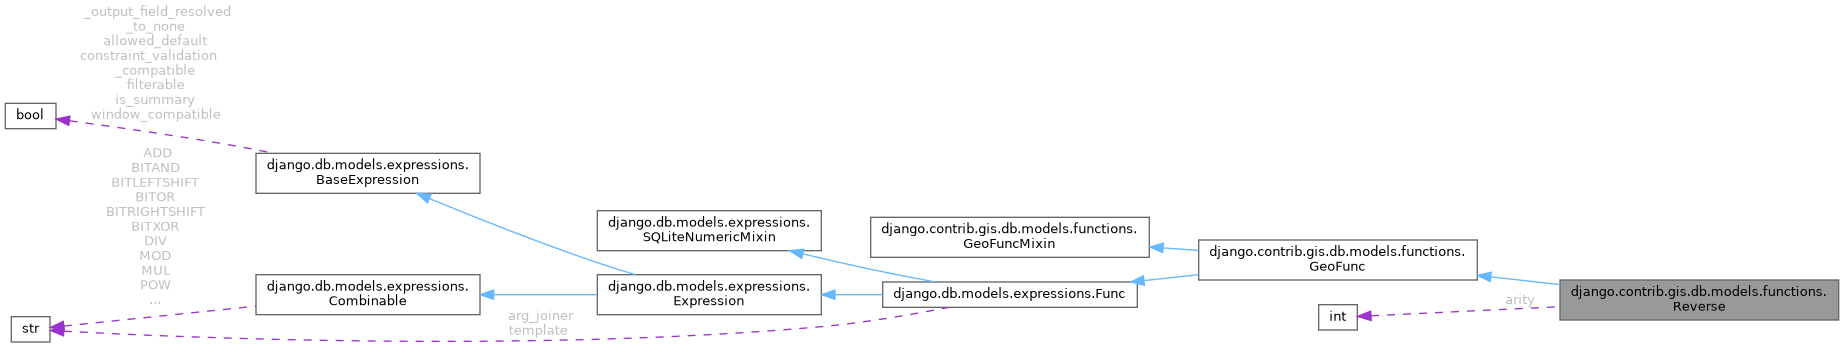 _output_field_resolved
_to_none
allowed_default
constraint_validation
_compatible
filterable
is_summary
window_compatible
bool
django.db.models.expressions.
BaseExpression
ADD
BITAND
BITLEFTSHIFT
BITOR
BITRIGHTSHIFT
BITXOR
DIV
MOD
MUL
POW
...
django.db.models.expressions.
SQLiteNumericMixin
django.contrib.gis.db.models.functions.
GeoFuncMixin
django.contrib.gis.db.models.functions.
GeoFunc
django.db.models.expressions.
Combinable
django.db.models.expressions.
Expression
django.db.models.expressions.Func
django.contrib.gis.db.models.functions.
Reverse
arity
int
str
arg_joiner
template